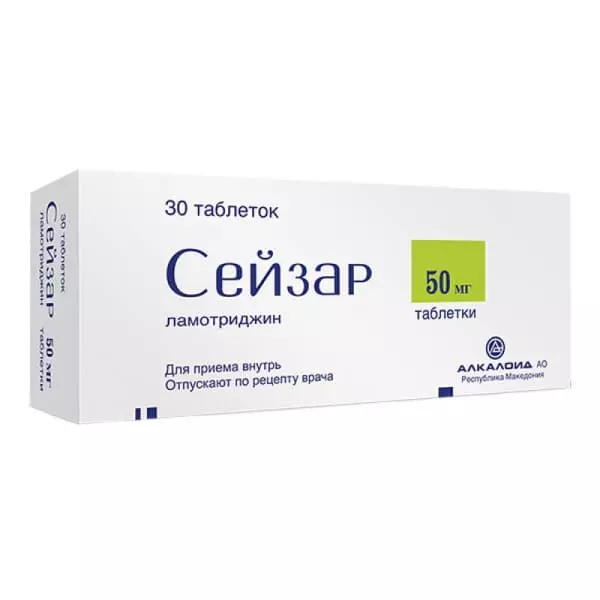 30 таблеток
Сейзар
ламотриджин
50 мг
таблетки
Для приема внутрь
Отпускают по рецепту врача
АЛКАЛОИД АО
Республика Македония
30 таблеток
Сейзар
ламотриджин
50 мг
таблетки